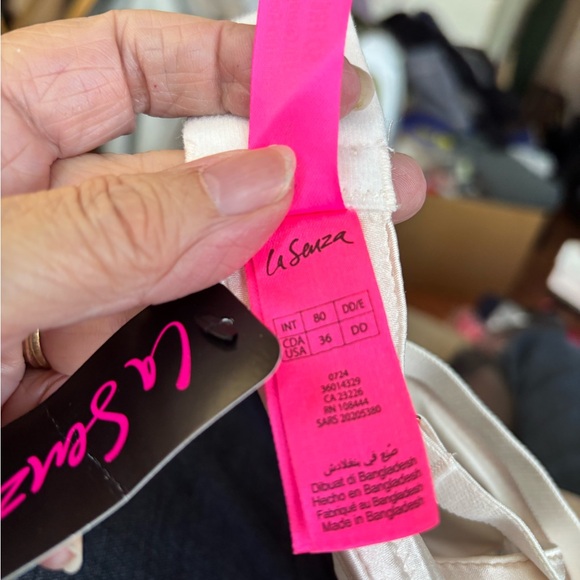 la Senza
INT 80 DD/E
CDA USA 36 DD
0724
36014329
CA 23226
RN 108444
SARS 20205380
صنع في بنغلادش
Dibuat di Bangladesh
Hecho en Bangladesh
Fabriqué au Bangladesh
Made in Bangladesh
la Senza